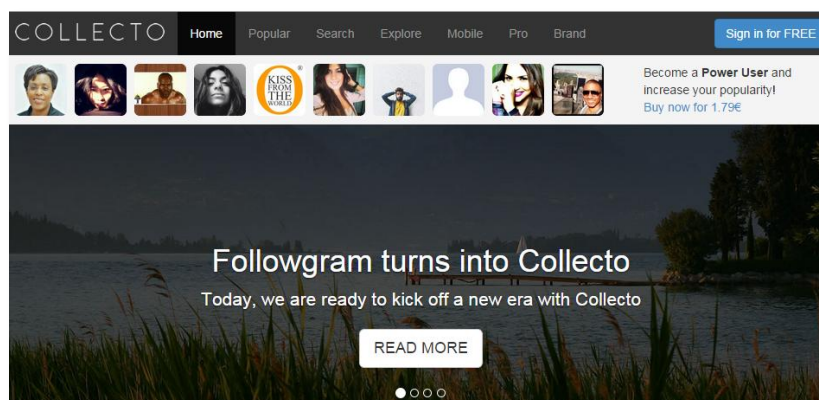 COLLECTO Home Popular Search Explore Mobile Pro Brand Sign in for FREE
KISS
FROM
THE
WORLD
®
Become a Power User and
increase your popularity!
Buy now for 1.79€
Followgram turns into Collecto
Today, we are ready to kick off a new era with Collecto
READ MORE